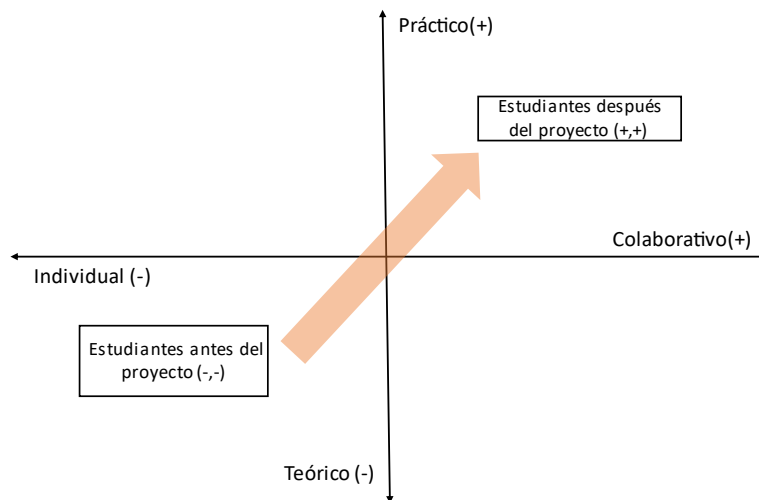 Práctico(+)
Estudiantes después
del proyecto (+,+)
Colaborativo(+)
Individual (-)
Estudiantes antes del
proyecto (-,-)
Teórico (-)